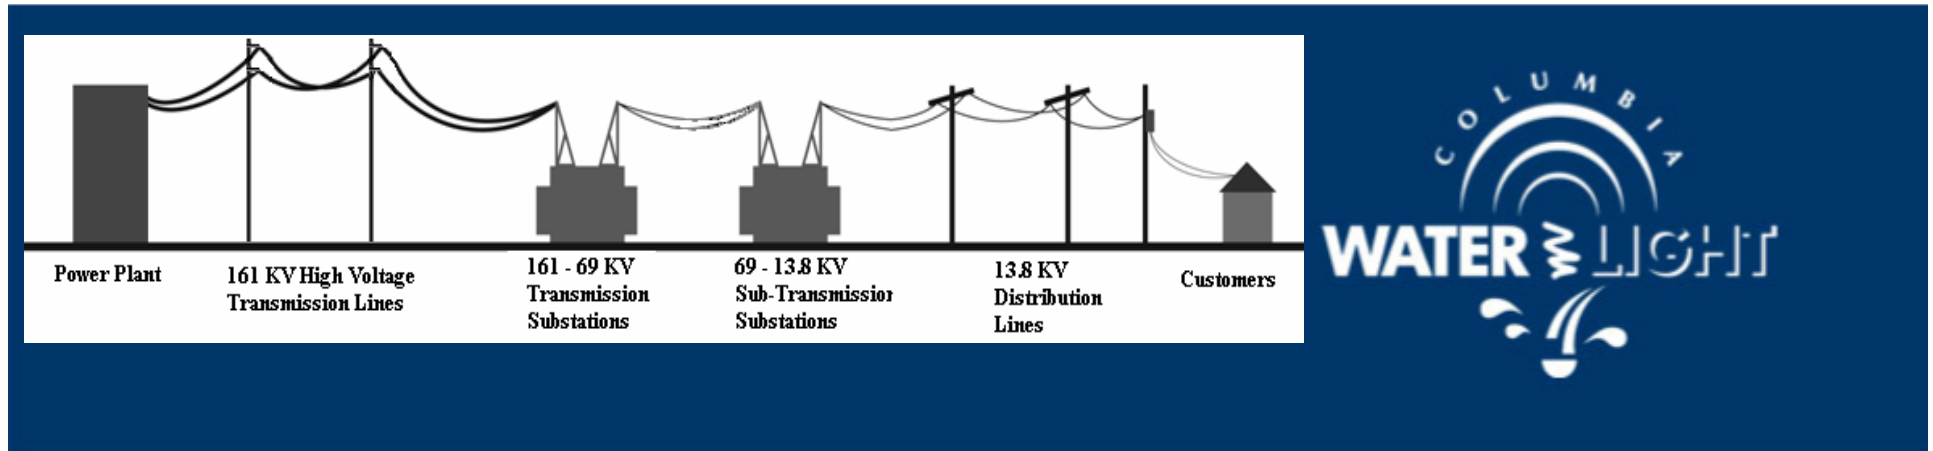 Power Plant
161 KV High Voltage
Transmission Lines
161 - 69 KV
Transmission
Substations
69 - 13.8 KV
Sub-Transmission
Substations
13.8 KV
Distribution
Lines
Customers
COLUMBIA
WATER LIGHT